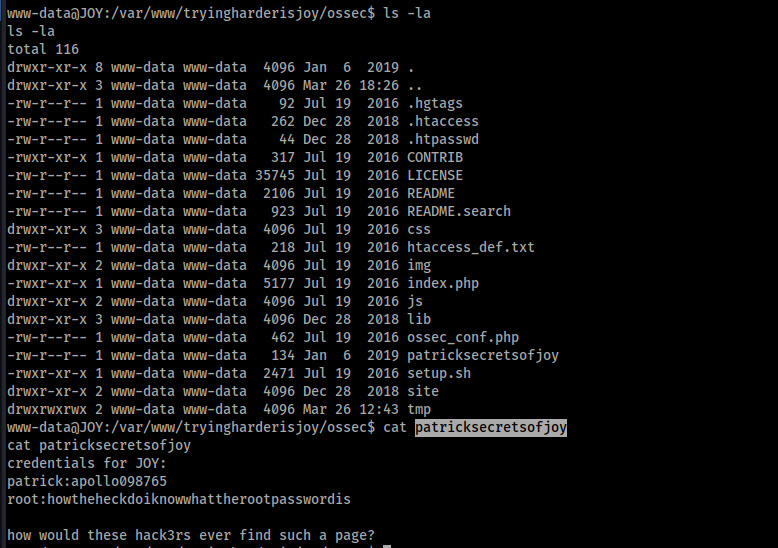 www-data@JOY:/var/www/tryingharderisjoy/ossec$ ls -la
ls -la
total 116
drwxr-xr-x 8 www-data www-data  4096 Jan  6  2019 .
drwxr-xr-x 3 www-data www-data  4096 Mar 26 18:26 ..
-rw-r--r-- 1 www-data www-data    92 Jul 19  2016 .hgtags
-rw-r--r-- 1 www-data www-data   262 Dec 28  2018 .htaccess
-rw-r--r-- 1 www-data www-data    44 Dec 28  2018 .htpasswd
-rwxr-xr-x 1 www-data www-data   317 Jul 19  2016 CONTRIB
-rw-r--r-- 1 www-data www-data 35745 Jul 19  2016 LICENSE
-rw-r--r-- 1 www-data www-data  2106 Jul 19  2016 README
-rw-r--r-- 1 www-data www-data   923 Jul 19  2016 README.search
drwxr-xr-x 3 www-data www-data  4096 Jul 19  2016 css
-rw-r--r-- 1 www-data www-data   218 Jul 19  2016 htaccess_def.txt
drwxr-xr-x 2 www-data www-data  4096 Jul 19  2016 img
-rwxr-xr-x 1 www-data www-data  5177 Jul 19  2016 index.php
drwxr-xr-x 2 www-data www-data  4096 Jul 19  2016 js
drwxr-xr-x 3 www-data www-data  4096 Dec 28  2018 lib
-rw-r--r-- 1 www-data www-data   462 Jul 19  2016 ossec_conf.php
-rw-r--r-- 1 www-data www-data   134 Jan  6  2019 patricksecretsofjoy
-rwxr-xr-x 1 www-data www-data  2471 Jul 19  2016 setup.sh
drwxr-xr-x 2 www-data www-data  4096 Dec 28  2018 site
drwxrwxrwx 2 www-data www-data  4096 Mar 26 12:43 tmp
www-data@JOY:/var/www/tryingharderisjoy/ossec$ cat patricksecretsofjoy
cat patricksecretsofjoy
credentials for JOY:
patrick:apollo098765
root:howtheheckdoiknowwhattherootpasswordis
how would these hack3rs ever find such a page?